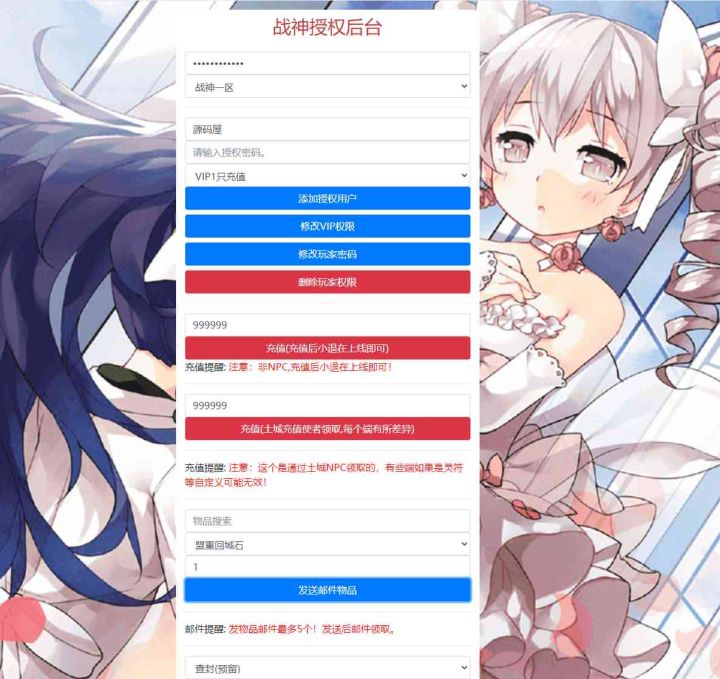 战神授权后台
••••••••••••
战神一区
源码屋
请输入授权密码。
VIP1只充值
添加授权用户
修改VIP权限
修改玩家密码
删除玩家权限
999999
充值(充值后小退在上线即可)
充值提醒: 注意：非NPC,充值后小退在上线即可!
999999
充值(土城充值使者领取,每个端有所差异)
充值提醒: 注意：这个是通过土城NPC领取的，有些端如果是灵符
等自定义可能无效!
物品搜索
盟重回城石
1
发送邮件物品
邮件提醒: 发物品邮件最多5个！发送后邮件领取。
查封(预留)